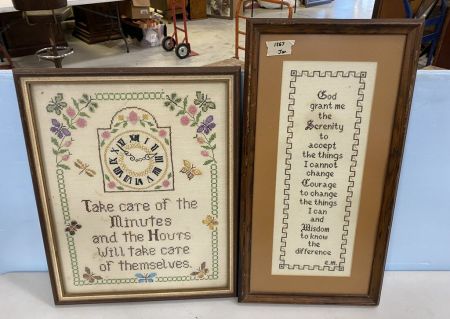 Take care of the
Minutes
and the Hours
Will take care
of themselves.
1867
God
grant me
the
Serenity
to
accept
the things
I cannot
change
Courage
to change
the things
I can
and
Wisdom
to know
the
difference